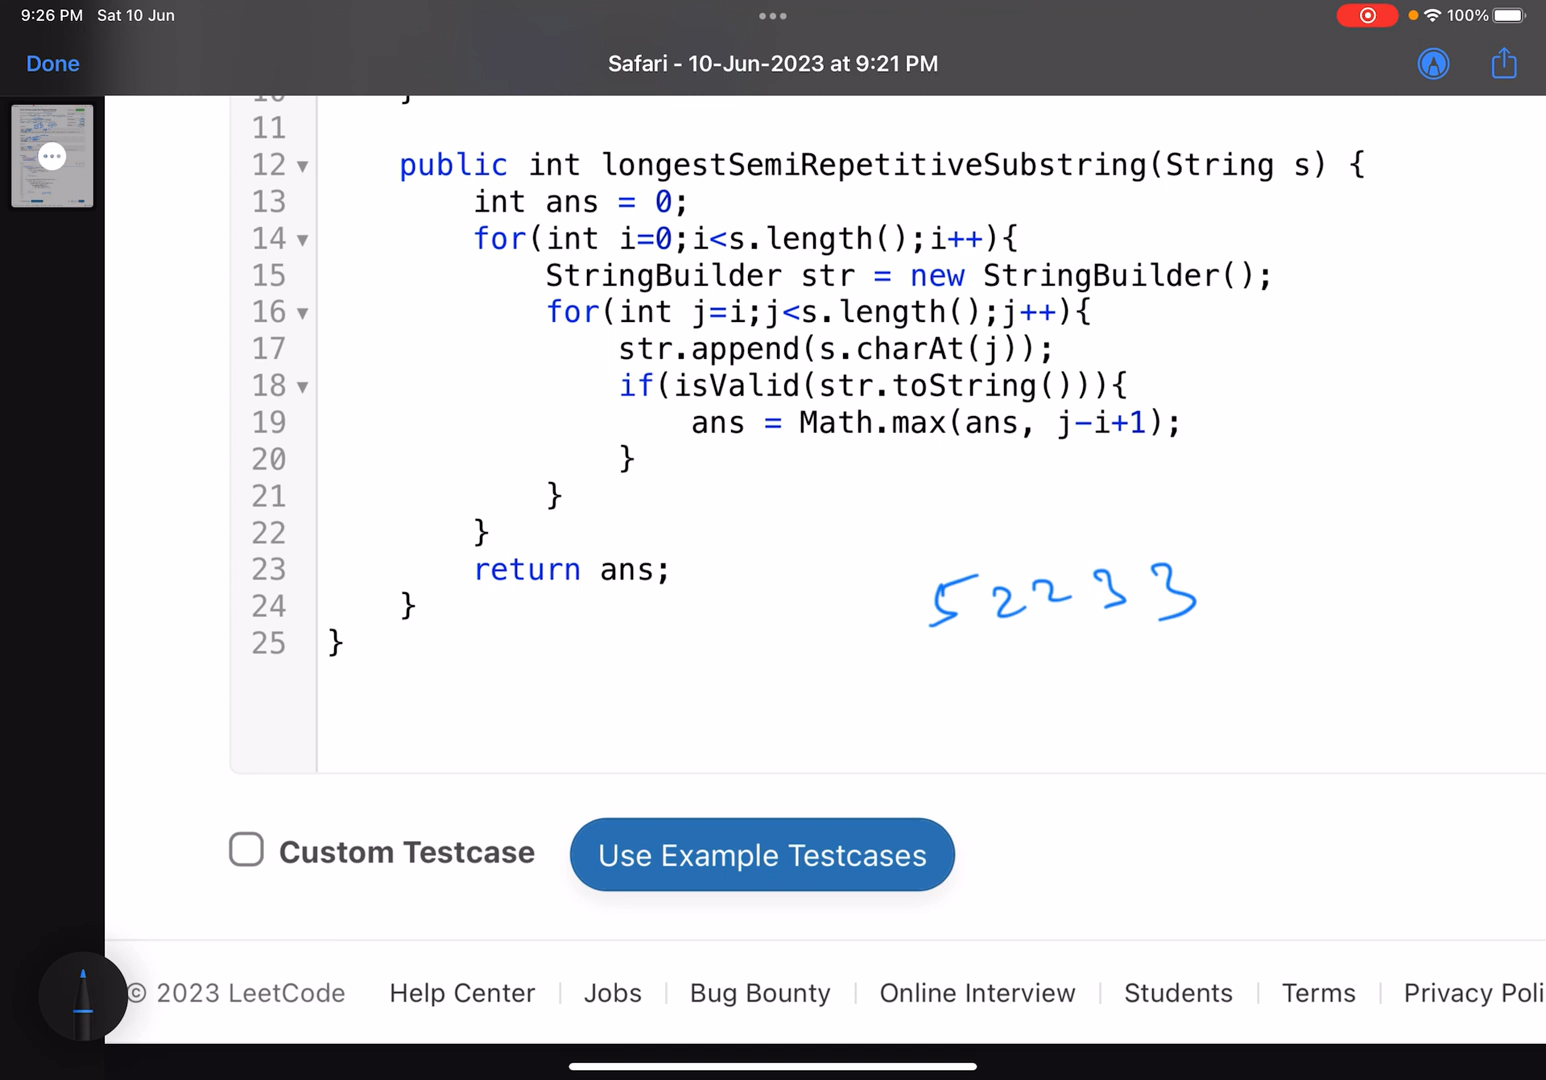 9:26 PM Sat 10 Jun
100%
Done
Safari - 10-Jun-2023 at 9:21 PM
}
11
12 public int longestSemiRepetitiveSubstring(String s) {
13 int ans = 0;
14 for(int i=0;i<s.length();i++){
15 StringBuilder str = new StringBuilder();
16 for(int j=i;j<s.length();j++){
17 str.append(s.charAt(j));
18 if(isValid(str.toString())){
19 ans = Math.max(ans, j-i+1);
20 }
21 }
22 }
23 return ans;
52233
24 }
25 }
Custom Testcase
Use Example Testcases
© 2023 LeetCode Help Center | Jobs | Bug Bounty | Online Interview | Students | Terms | Privacy Poli